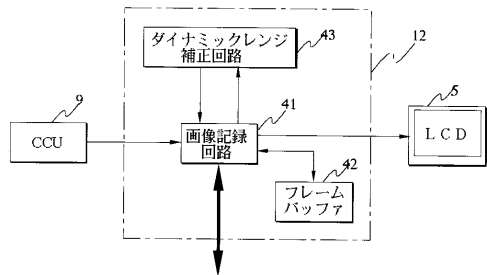 ダイナミックレンジ
補正回路
43
12
9
CCU
画像記録
回路
41
5
LCD
42
フレーム
バッファ